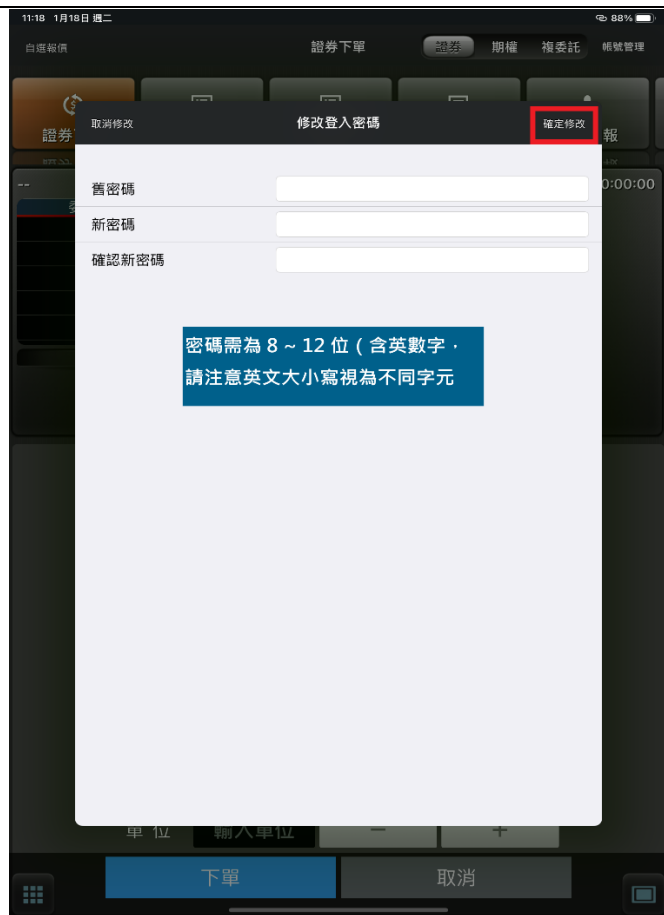 11:18 1月18日 週二
88%
自選報價
證券下單
證券 期權 複委託 帳號管理
證券
報
取消修改
修改登入密碼
確定修改
--
0:00:00
委
舊密碼
新密碼
確認新密碼
密碼需為 8 ~ 12 位 ( 含英數字，
請注意英文大小寫視為不同字元
單 位 輸入單位 − +
下單
取消